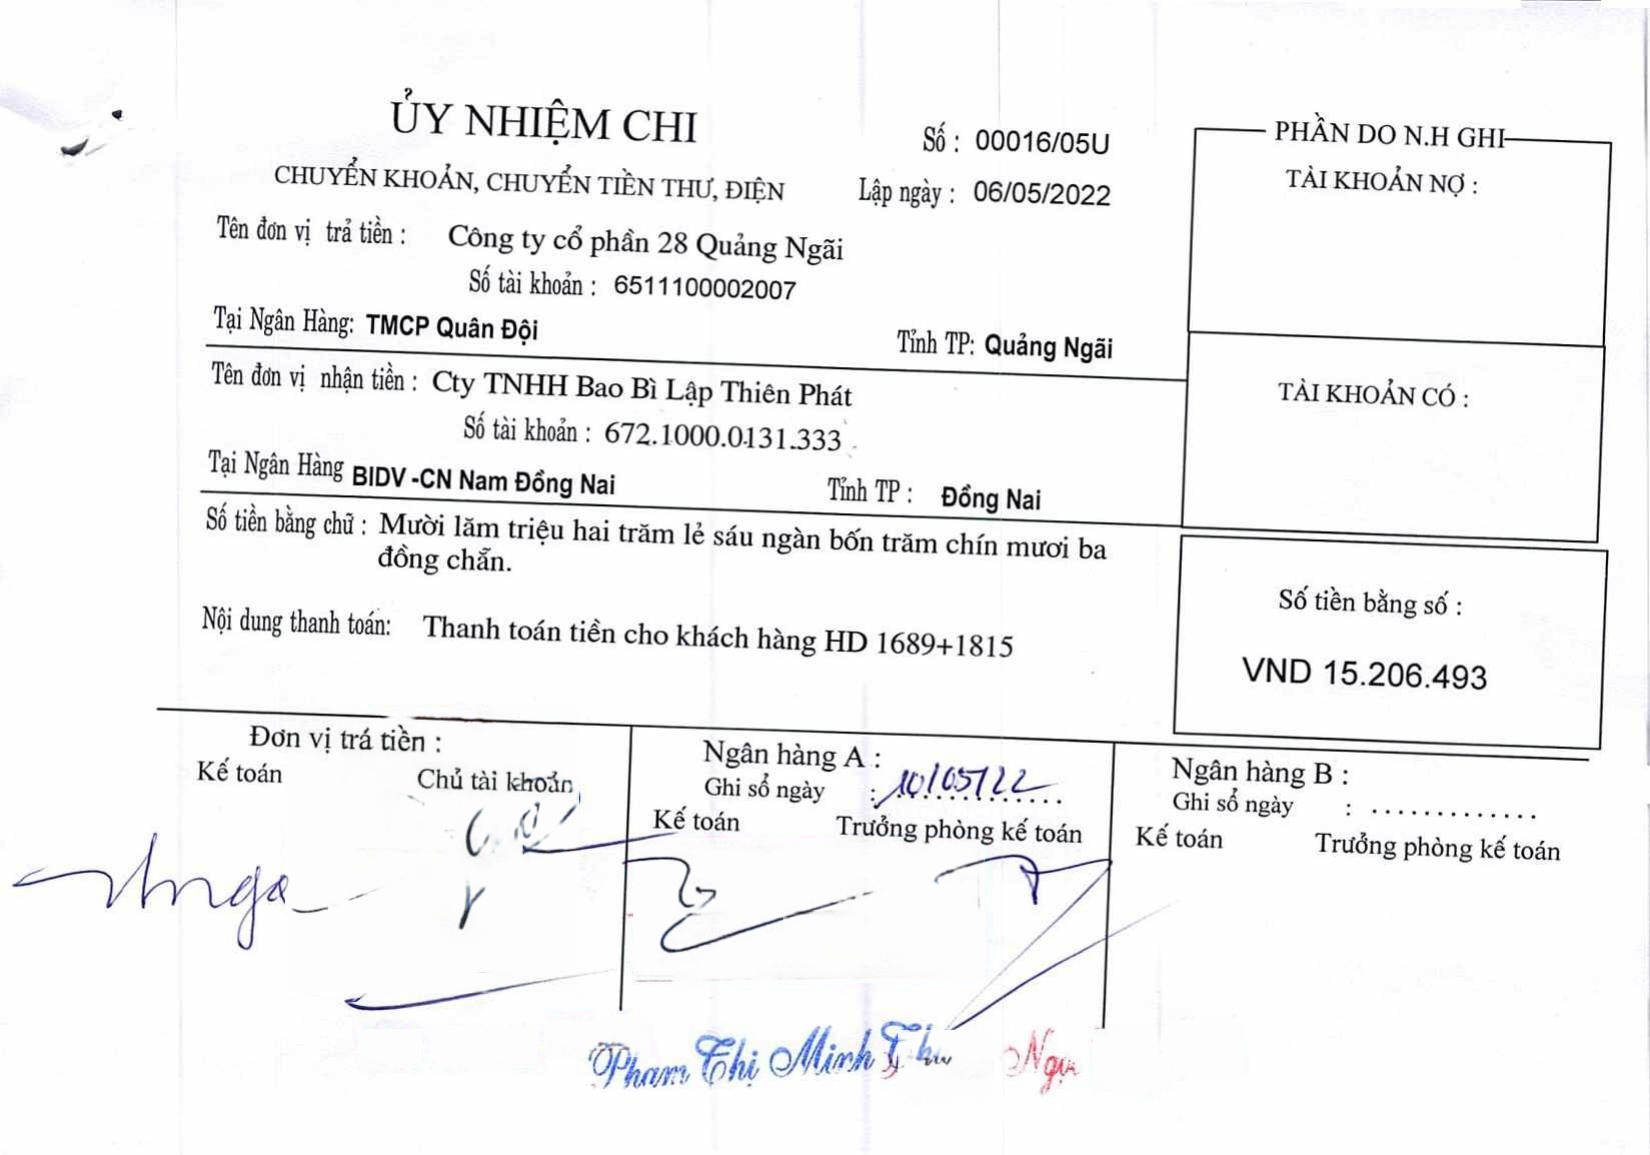 ỦY NHIỆM CHI
CHUYỂN KHOẢN, CHUYỂN TIỀN THƯ, ĐIỆN
Số : 00016/05U
Lập ngày : 06/05/2022
PHẦN DO N.H GHI
TÀI KHOẢN NỢ :
Tên đơn vị trả tiền : Công ty cổ phần 28 Quảng Ngãi
Số tài khoản : 6511100002007
Tại Ngân Hàng: TMCP Quân Đội Tỉnh TP: Quảng Ngãi
Tên đơn vị nhận tiền : Cty TNHH Bao Bì Lập Thiên Phát
Số tài khoản : 672.1000.0131.333
TÀI KHOẢN CÓ :
Tại Ngân Hàng BIDV -CN Nam Đồng Nai Tỉnh TP : Đồng Nai
Số tiền bằng chữ : Mười lăm triệu hai trăm lẻ sáu ngàn bốn trăm chín mươi ba
đồng chẵn.
Số tiền bằng số :
VND 15.206.493
Nội dung thanh toán: Thanh toán tiền cho khách hàng HD 1689+1815
Đơn vị trả tiền :
Kế toán Chủ tài khoản
Ngân hàng A :
Ghi sổ ngày : 10/05/22
Kế toán Trưởng phòng kế toán
Ngân hàng B :
Ghi sổ ngày : .............
Kế toán Trưởng phòng kế toán
Nga
Phạm Thị Minh Thu